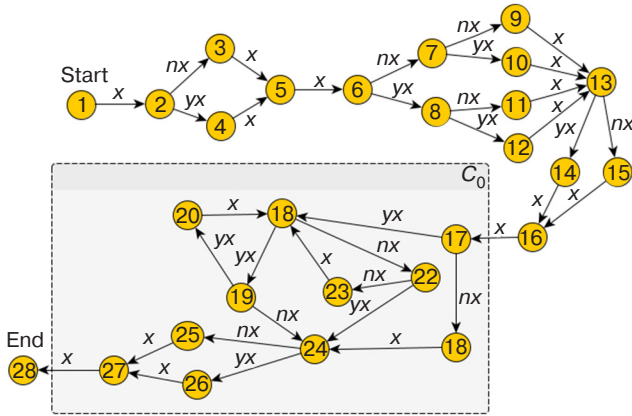 Start
1 x 2 nx 3 x yx 4 x 5 x 6 nx 7 nx 9 x yx 10 x yx 8 nx 11 x yx 12 x 13
yx 14 x nx 15 x 16 x
C0
17 yx 18 nx 22 nx 23 x yx yx 19 yx 20 x nx 24 nx 18 x
nx 25 x yx 26 x 27 x
End
28